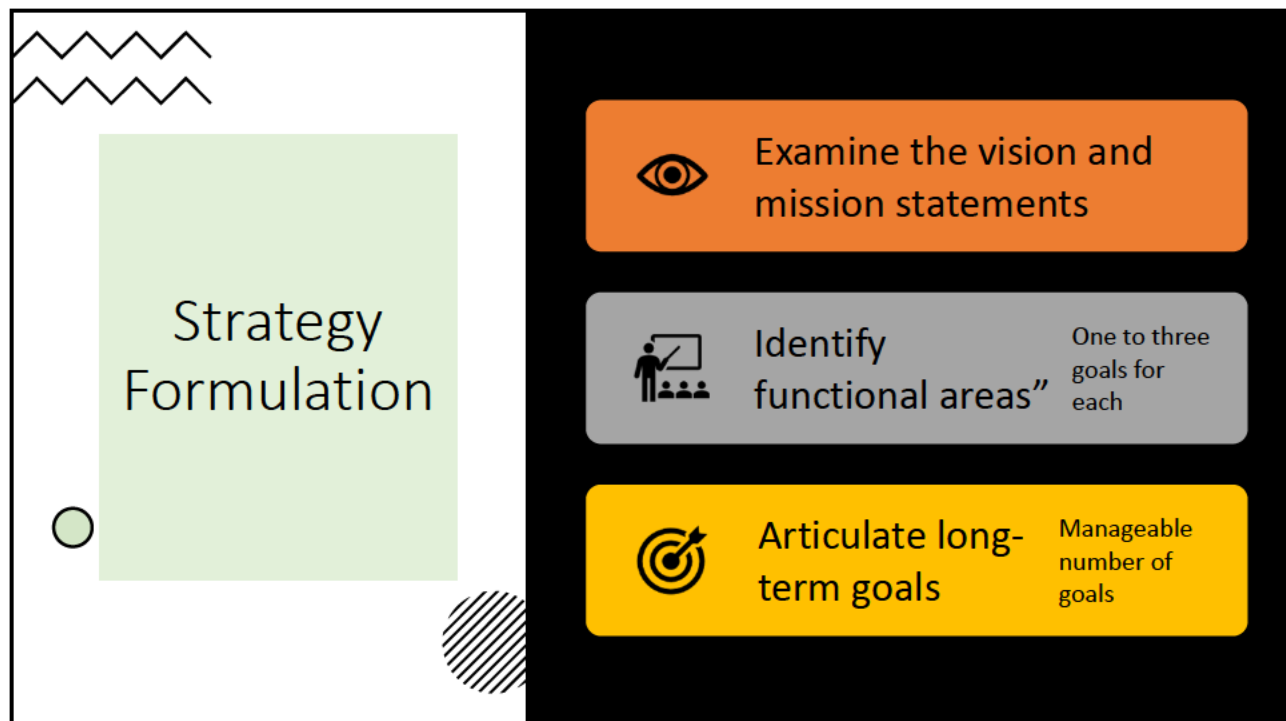 Strategy
Formulation
Examine the vision and
mission statements
Identify
functional areas”
One to three
goals for
each
Articulate long-
term goals
Manageable
number of
goals